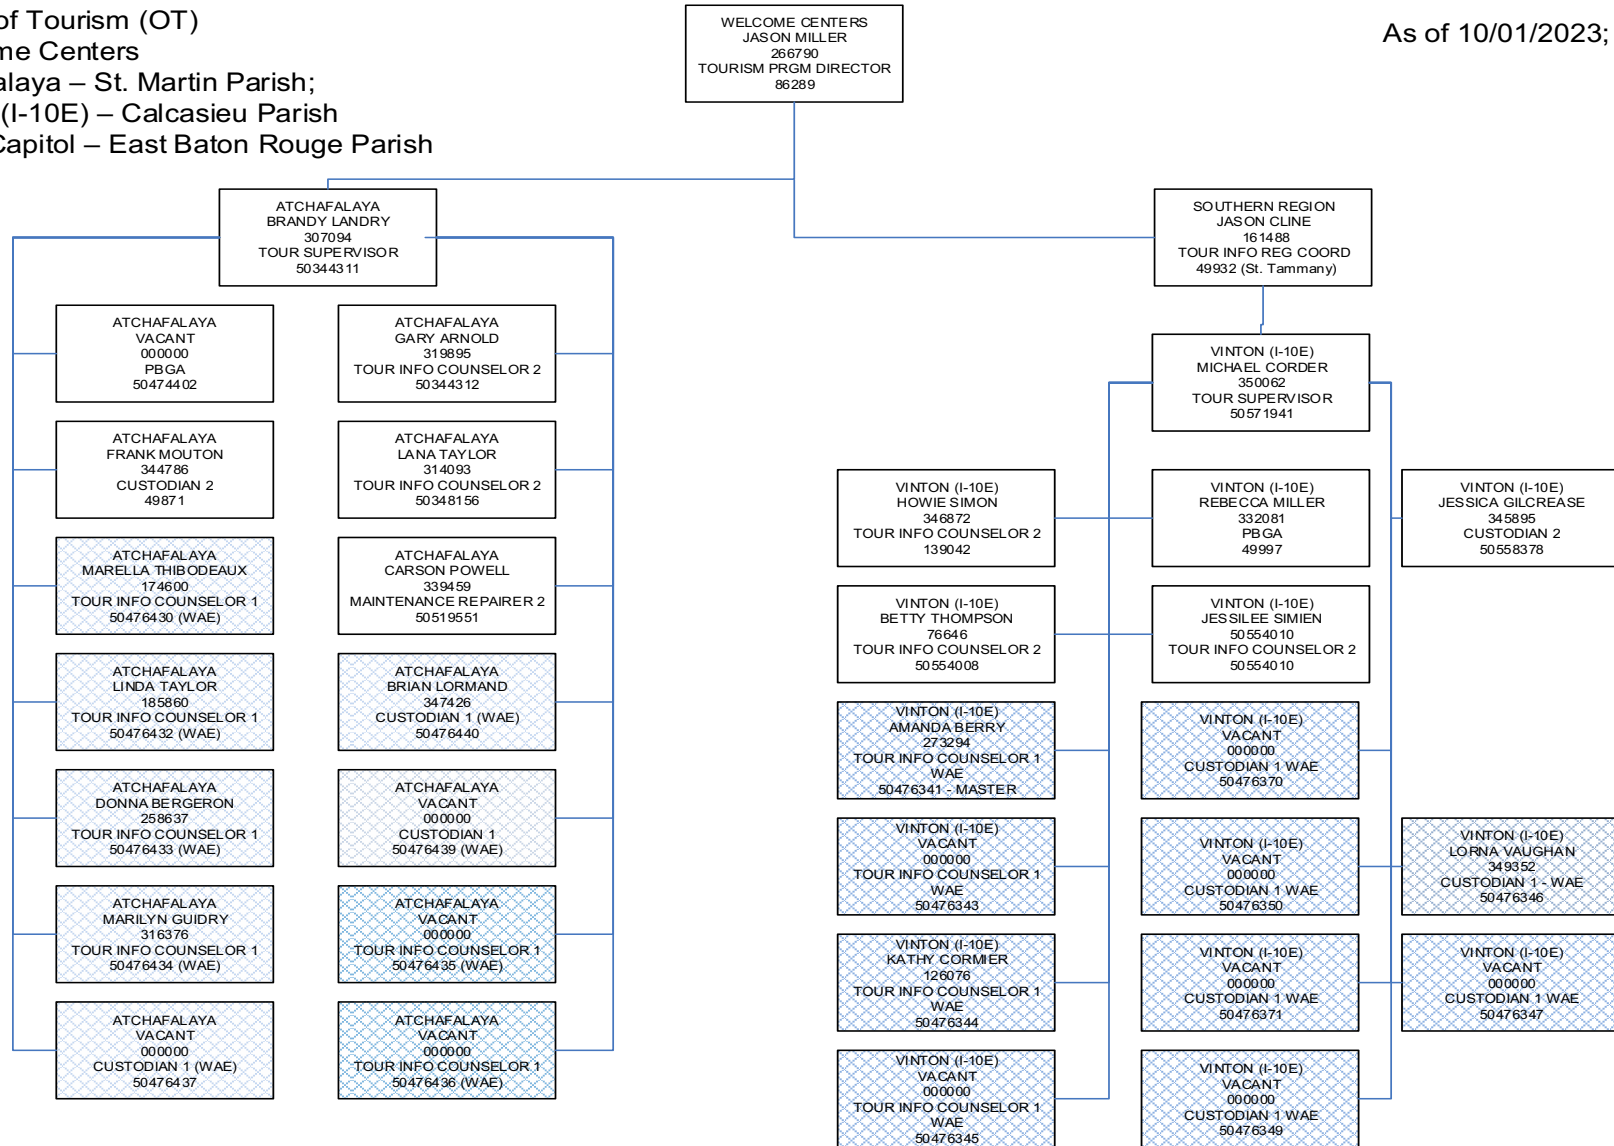 of Tourism (OT)
me Centers
alaya – St. Martin Parish;
(I-10E) – Calcasieu Parish
Capitol – East Baton Rouge Parish
As of 10/01/2023;
WELCOME CENTERS
JASON MILLER
266790
TOURISM PRGM DIRECTOR
86289
ATCHAFALAYA
BRANDY LANDRY
307094
TOUR SUPERVISOR
50344311
SOUTHERN REGION
JASON CLINE
161488
TOUR INFO REG COORD
49932 (St. Tammany)
ATCHAFALAYA
VACANT
000000
PBGA
50474402
ATCHAFALAYA
GARY ARNOLD
319895
TOUR INFO COUNSELOR 2
50344312
VINTON (I-10E)
MICHAEL CORDER
350062
TOUR SUPERVISOR
50571941
ATCHAFALAYA
FRANK MOUTON
344786
CUSTODIAN 2
49871
ATCHAFALAYA
LANA TAYLOR
314093
TOUR INFO COUNSELOR 2
50348156
VINTON (I-10E)
HOWIE SIMON
346872
TOUR INFO COUNSELOR 2
139042
VINTON (I-10E)
REBECCA MILLER
332081
PBGA
49997
VINTON (I-10E)
JESSICA GILCREASE
345895
CUSTODIAN 2
50558378
ATCHAFALAYA
MARELLA THIBODEAUX
174600
TOUR INFO COUNSELOR 1
50476430 (WAE)
ATCHAFALAYA
CARSON POWELL
339459
MAINTENANCE REPAIRER 2
50519551
VINTON (I-10E)
BETTY THOMPSON
76646
TOUR INFO COUNSELOR 2
50554008
VINTON (I-10E)
JESSILEE SIMIEN
50554010
TOUR INFO COUNSELOR 2
50554010
ATCHAFALAYA
LINDA TAYLOR
185860
TOUR INFO COUNSELOR 1
50476432 (WAE)
ATCHAFALAYA
BRIAN LORMAND
347426
CUSTODIAN 1 (WAE)
50476440
VINTON (I-10E)
AMANDA BERRY
273294
TOUR INFO COUNSELOR 1
WAE
50476341 - MASTER
VINTON (I-10E)
VACANT
000000
CUSTODIAN 1 WAE
50476370
ATCHAFALAYA
DONNA BERGERON
258637
TOUR INFO COUNSELOR 1
50476433 (WAE)
ATCHAFALAYA
VACANT
000000
CUSTODIAN 1
50476439 (WAE)
VINTON (I-10E)
VACANT
000000
TOUR INFO COUNSELOR 1
WAE
50476343
VINTON (I-10E)
VACANT
000000
CUSTODIAN 1 WAE
50476350
VINTON (I-10E)
LORNA VAUGHAN
349352
CUSTODIAN 1 - WAE
50476346
ATCHAFALAYA
MARILYN GUIDRY
316376
TOUR INFO COUNSELOR 1
50476434 (WAE)
ATCHAFALAYA
VACANT
000000
TOUR INFO COUNSELOR 1
50476435 (WAE)
VINTON (I-10E)
KATHY CORMIER
126076
TOUR INFO COUNSELOR 1
WAE
50476344
VINTON (I-10E)
VACANT
000000
CUSTODIAN 1 WAE
50476371
VINTON (I-10E)
VACANT
000000
CUSTODIAN 1 WAE
50476347
ATCHAFALAYA
VACANT
000000
CUSTODIAN 1 (WAE)
50476437
ATCHAFALAYA
VACANT
000000
TOUR INFO COUNSELOR 1
50476436 (WAE)
VINTON (I-10E)
VACANT
000000
TOUR INFO COUNSELOR 1
WAE
50476345
VINTON (I-10E)
VACANT
000000
CUSTODIAN 1 WAE
50476349